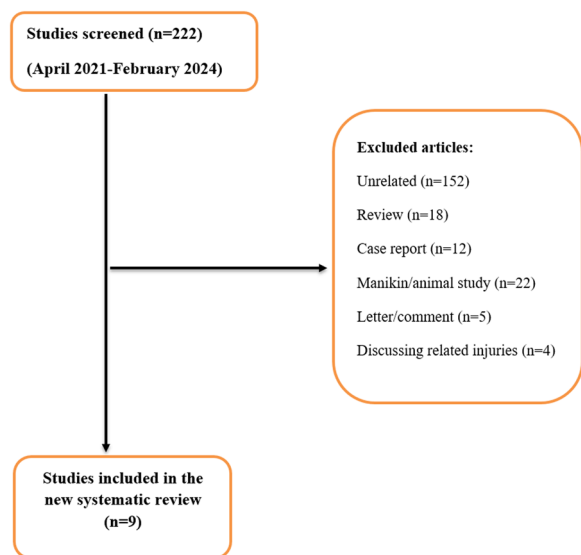 Studies screened (n=222)
(April 2021-February 2024)
Excluded articles:
Unrelated (n=152)
Review (n=18)
Case report (n=12)
Manikin/animal study (n=22)
Letter/comment (n=5)
Discussing related injuries (n=4)
Studies included in the
new systematic review
(n=9)